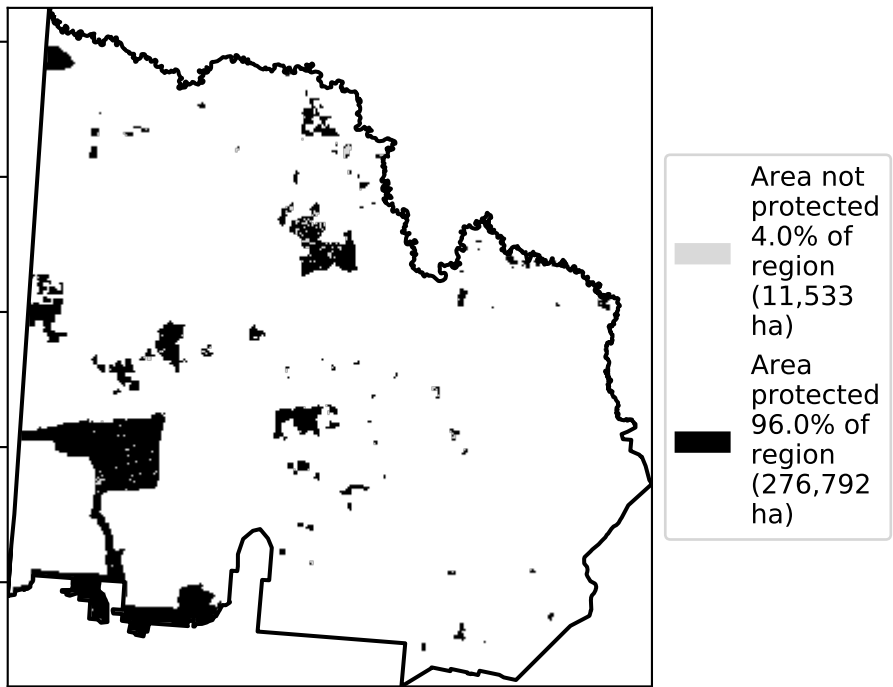 Area not
protected
4.0% of
region
(11,533
ha)
Area
protected
96.0% of
region
(276,792
ha)